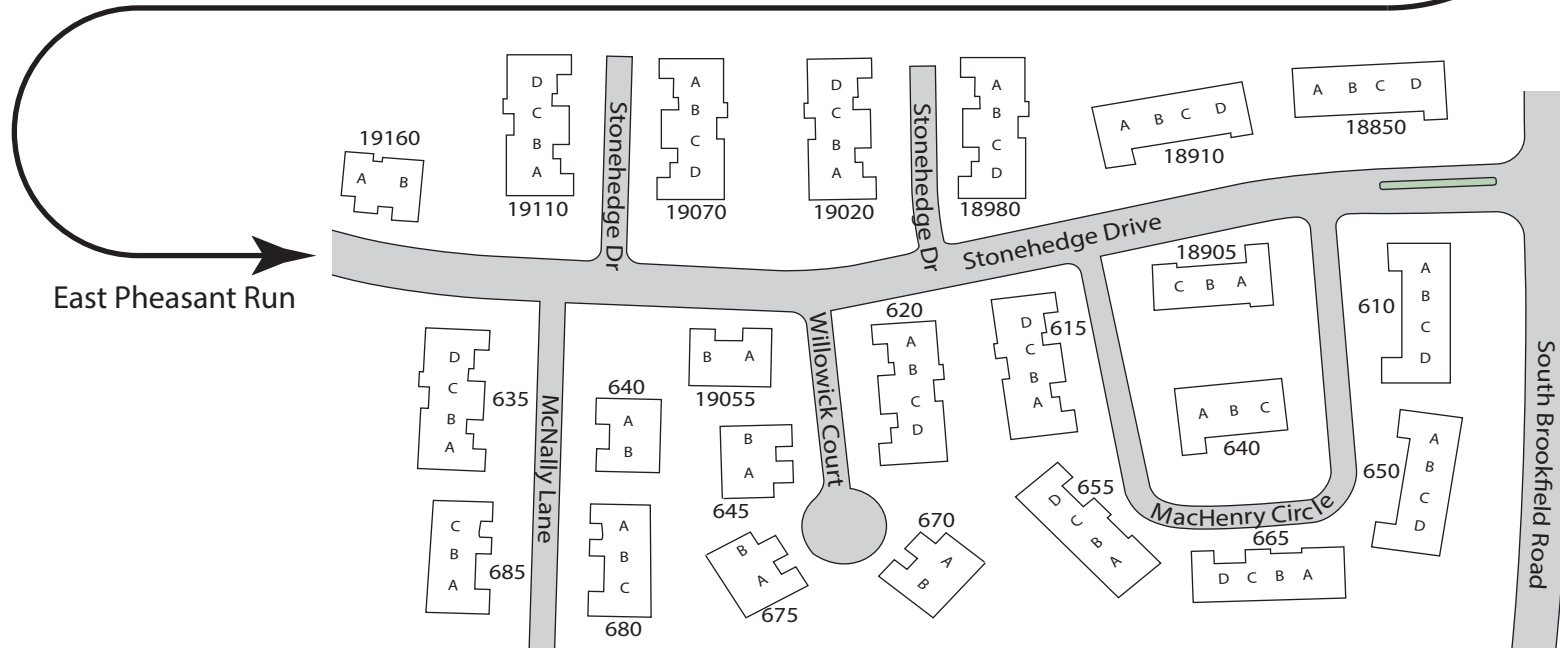 19160
A B
D
C
B
A
19110
Stonehedge Dr
A
B
C
D
19070
D
C
B
A
19020
Stonehedge Dr
A
B
C
D
18980
A B C D
18910
A B C D
18850
East Pheasant Run
Stonehedge Drive
18905
C B A
610
A
B
C
D
D
C
B
A
635
McNally Lane
640
A
B
B A
19055
B
A
645
Willowick Court
620
A
B
C
D
D
C
B
A
615
A B C
640
650
A
B
C
D
South Brookfield Road
C
B
A
685
A
B
C
680
B
A
675
670
A
B
655
D
C
B
A
MacHenry Circle
665
D C B A